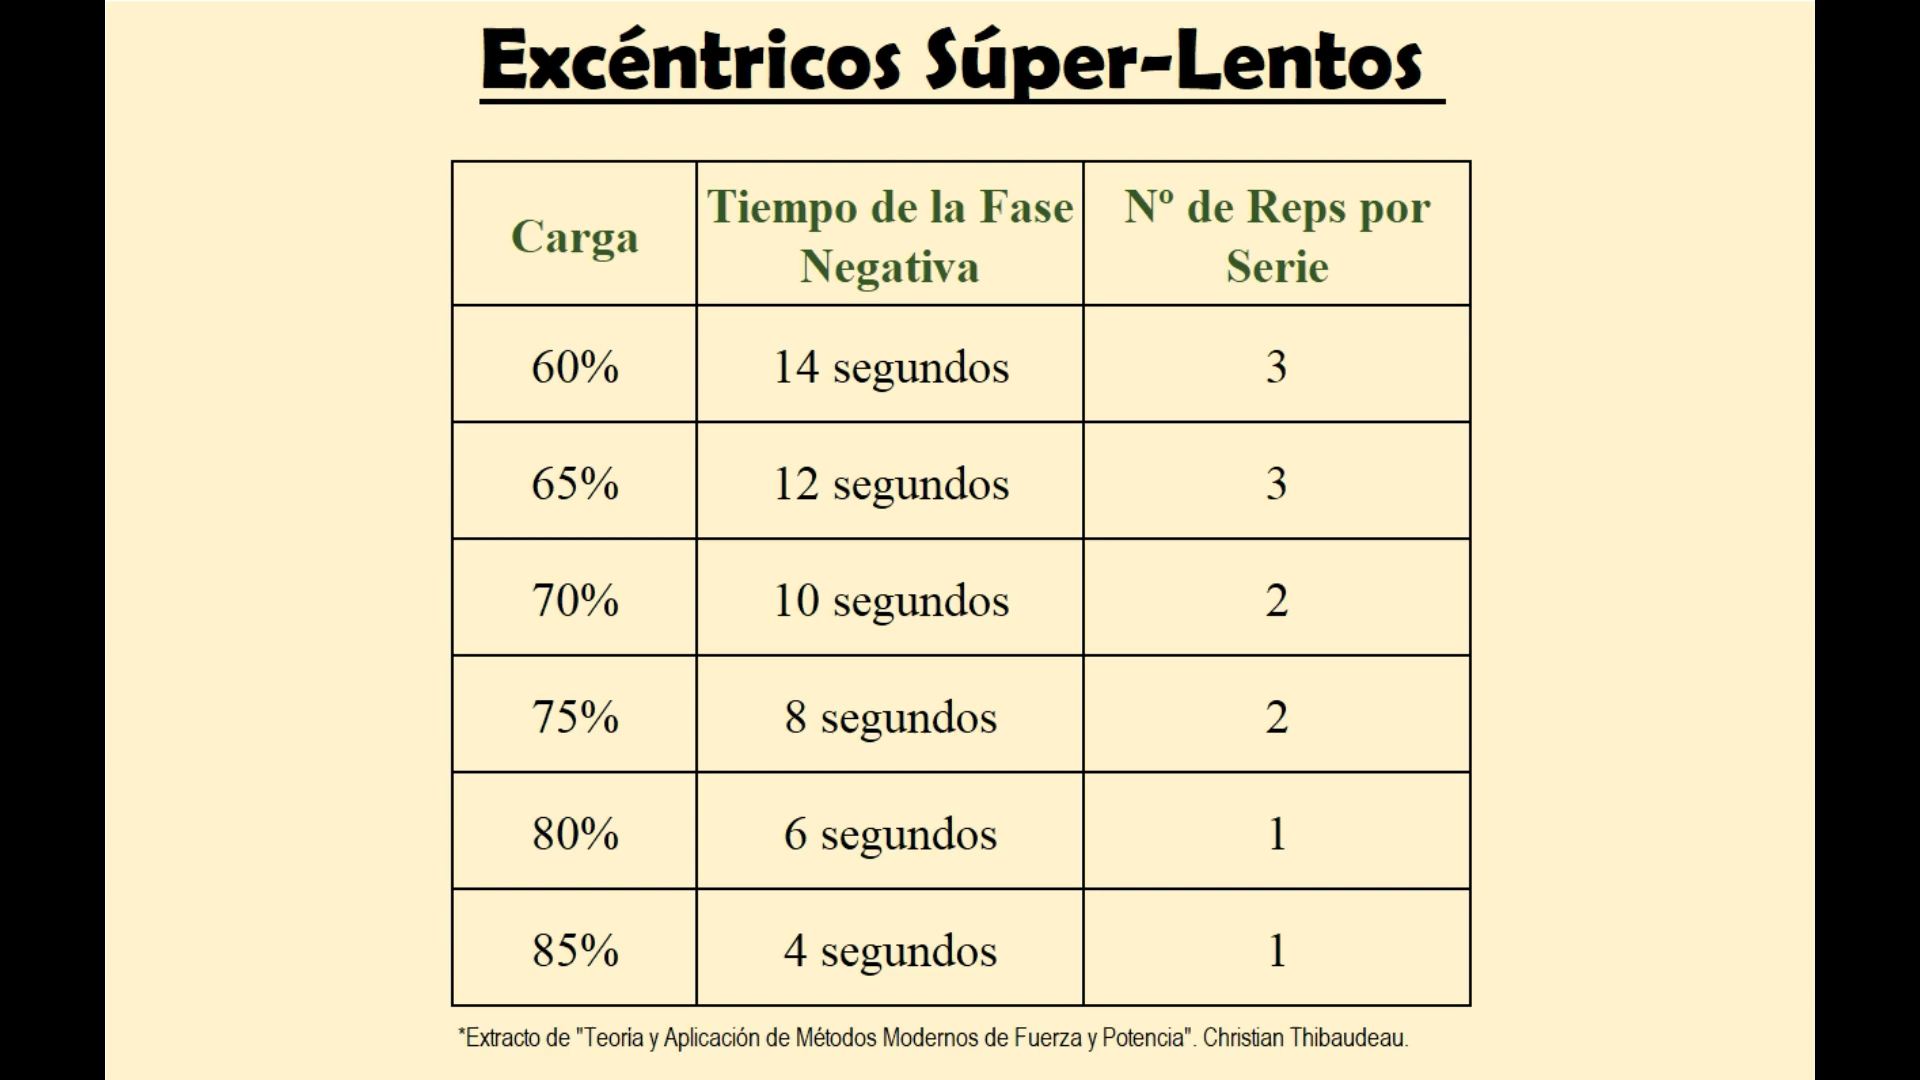 Excéntricos Súper-Lentos
Carga
Tiempo de la Fase
Negativa
Nº de Reps por
Serie
60% 14 segundos 3
65% 12 segundos 3
70% 10 segundos 2
75% 8 segundos 2
80% 6 segundos 1
85% 4 segundos 1
*Extracto de "Teoría y Aplicación de Métodos Modernos de Fuerza y Potencia". Christian Thibaudeau.